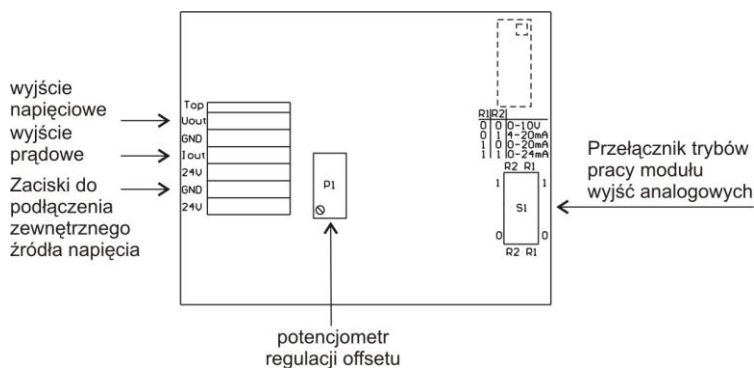 wyjście
napięciowe
wyjście
prądowe
Zaciski do
podłączenia
zewnętrznego
źródła napięcia
Top
Uout
GND
Iout
24V
GND
24V
P1
potencjometr
regulacji offsetu
R1 R2
0 0 0-10V
0 1 4-20mA
1 0 0-20mA
1 1 0-24mA
R2 R1
1 1
S1
0 0
R2 R1
Przełącznik trybów
pracy modułu
wyjść analogowych